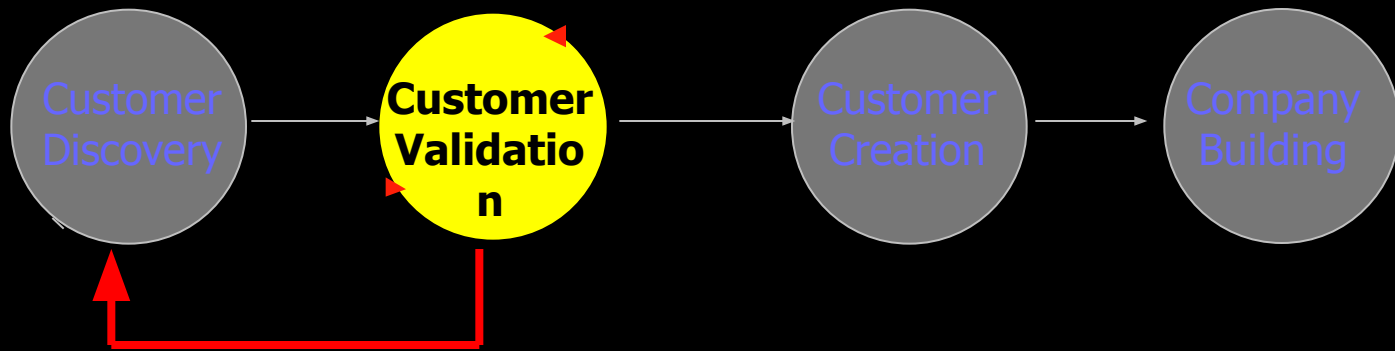 Customer
Discovery
Customer
Validatio
n
Customer
Creation
Company
Building